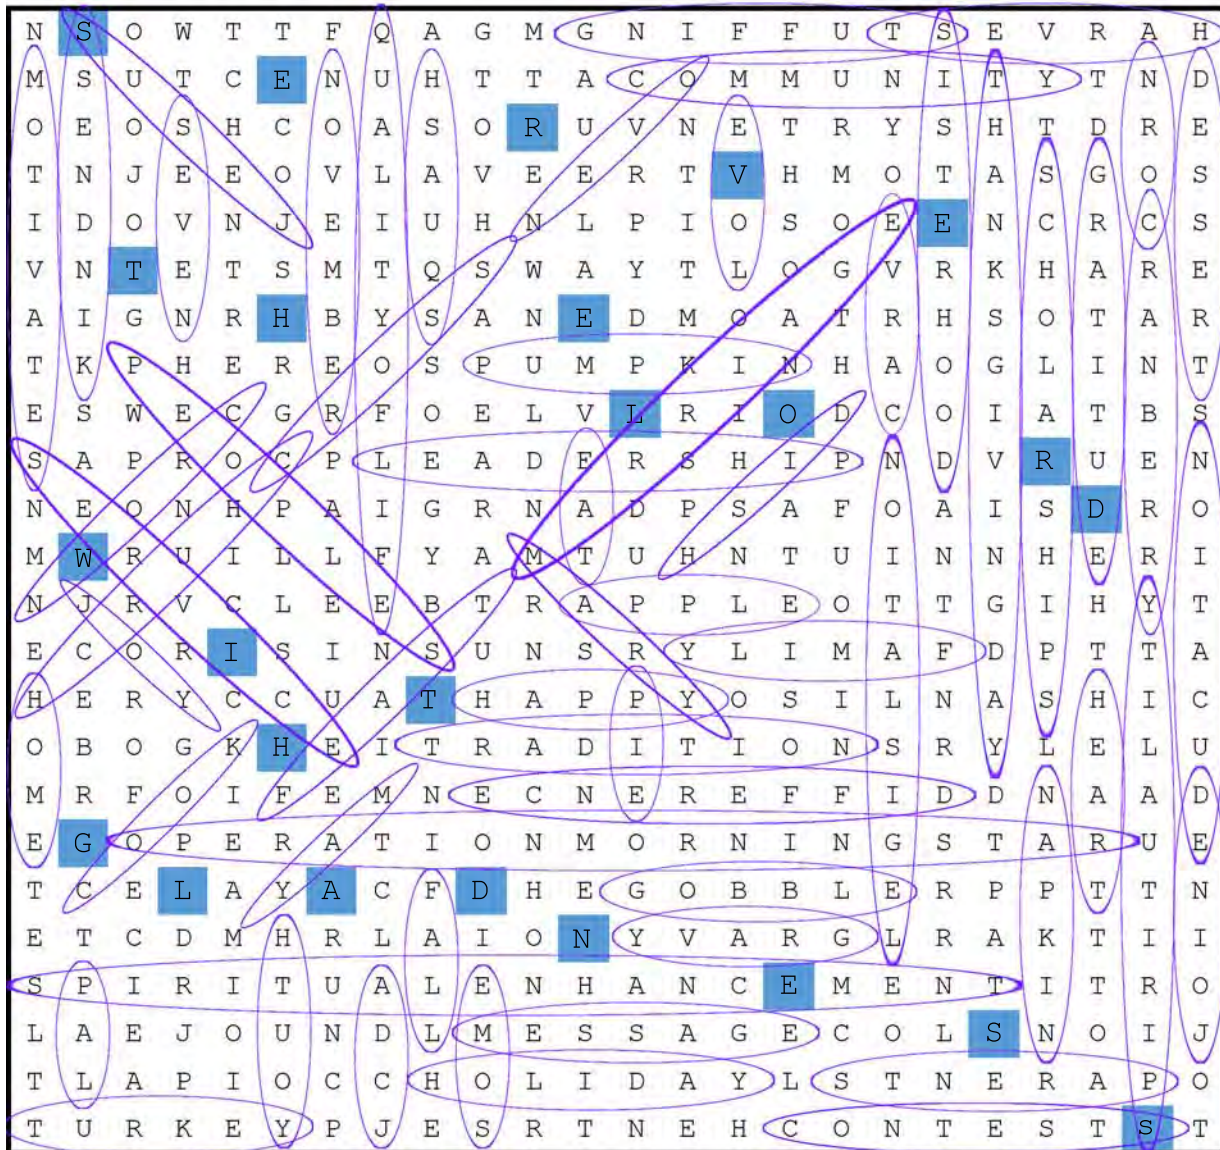 N S O W T T F Q A G M G N I F F U T S E V R A H
M S U T C E N U H T T A C O M M U N I T Y T N D
O E O S H C O A S O R U V N E T R Y S H T D R E
T N J E E O V L A V E E R T V H M O T A S G O S
I D O V N J E I U H N L P I O S O E E N C R C S
V N T E T S M T Q S W A Y T L O G V R K H A R E
A I G N R H B Y S A N E D M O A T R H S O T A R
T K P H E R E O S P U M P K I N H A O G L I N T
E S W E C G R F O E L V L R I O D C O I A T B S
S A P R O C P L E A D E R S H I P N D V R U E N
N E O N H P A I G R N A D P S A F O A I S D R O
M W R U I L L F Y A M T U H N T U I N N H E R I
N J R V C L E E B T R A P P L E O T T G I H Y T
E C O R I S I N S U N S R Y L I M A F D P T T A
H E R Y C C U A T H A P P Y O S I L N A S H I C
O B O G K H E I T R A D I T I O N S R Y L E L U
M R F O I F E M N E C N E R E F F I D D N A A D
E G O P E R A T I O N M O R N I N G S T A R U E
T C E L A Y A C F D H E G O B B L E R P P T T N
E T C D M H R L A I O N Y V A R G L R A K T I I
S P I R I T U A L E N H A N C E M E N T I T R O
L A E J O U N D L M E S S A G E C O L S N O I J
T L A P I O C C H O L I D A Y L S T N E R A P O
T U R K E Y P J E S R T N E H C O N T E S T S T